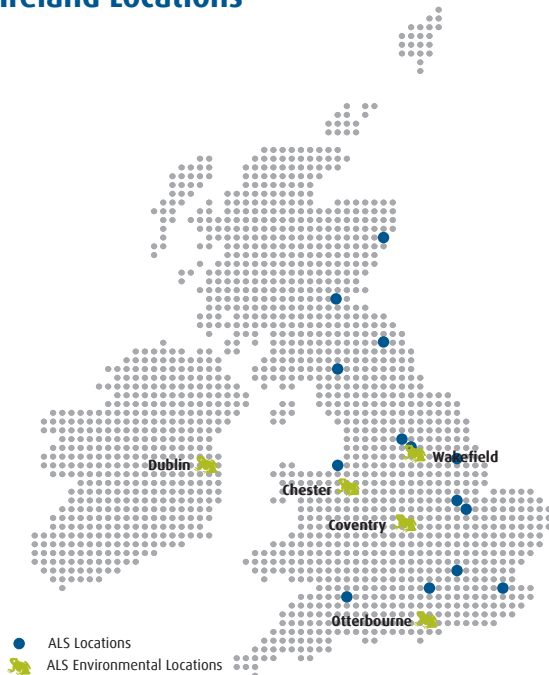 Ireland Locations
Wakefield
Dublin
Chester
Coventry
Otterbourne
ALS Locations
ALS Environmental Locations